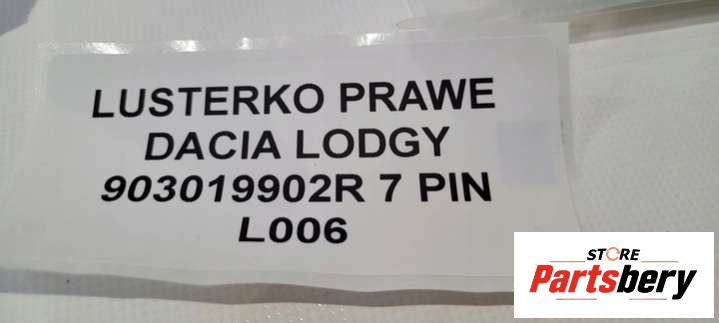 LUSTERKO PRAWE
DACIA LODGY
903019902R 7 PIN
L006
STORE
Partsbery